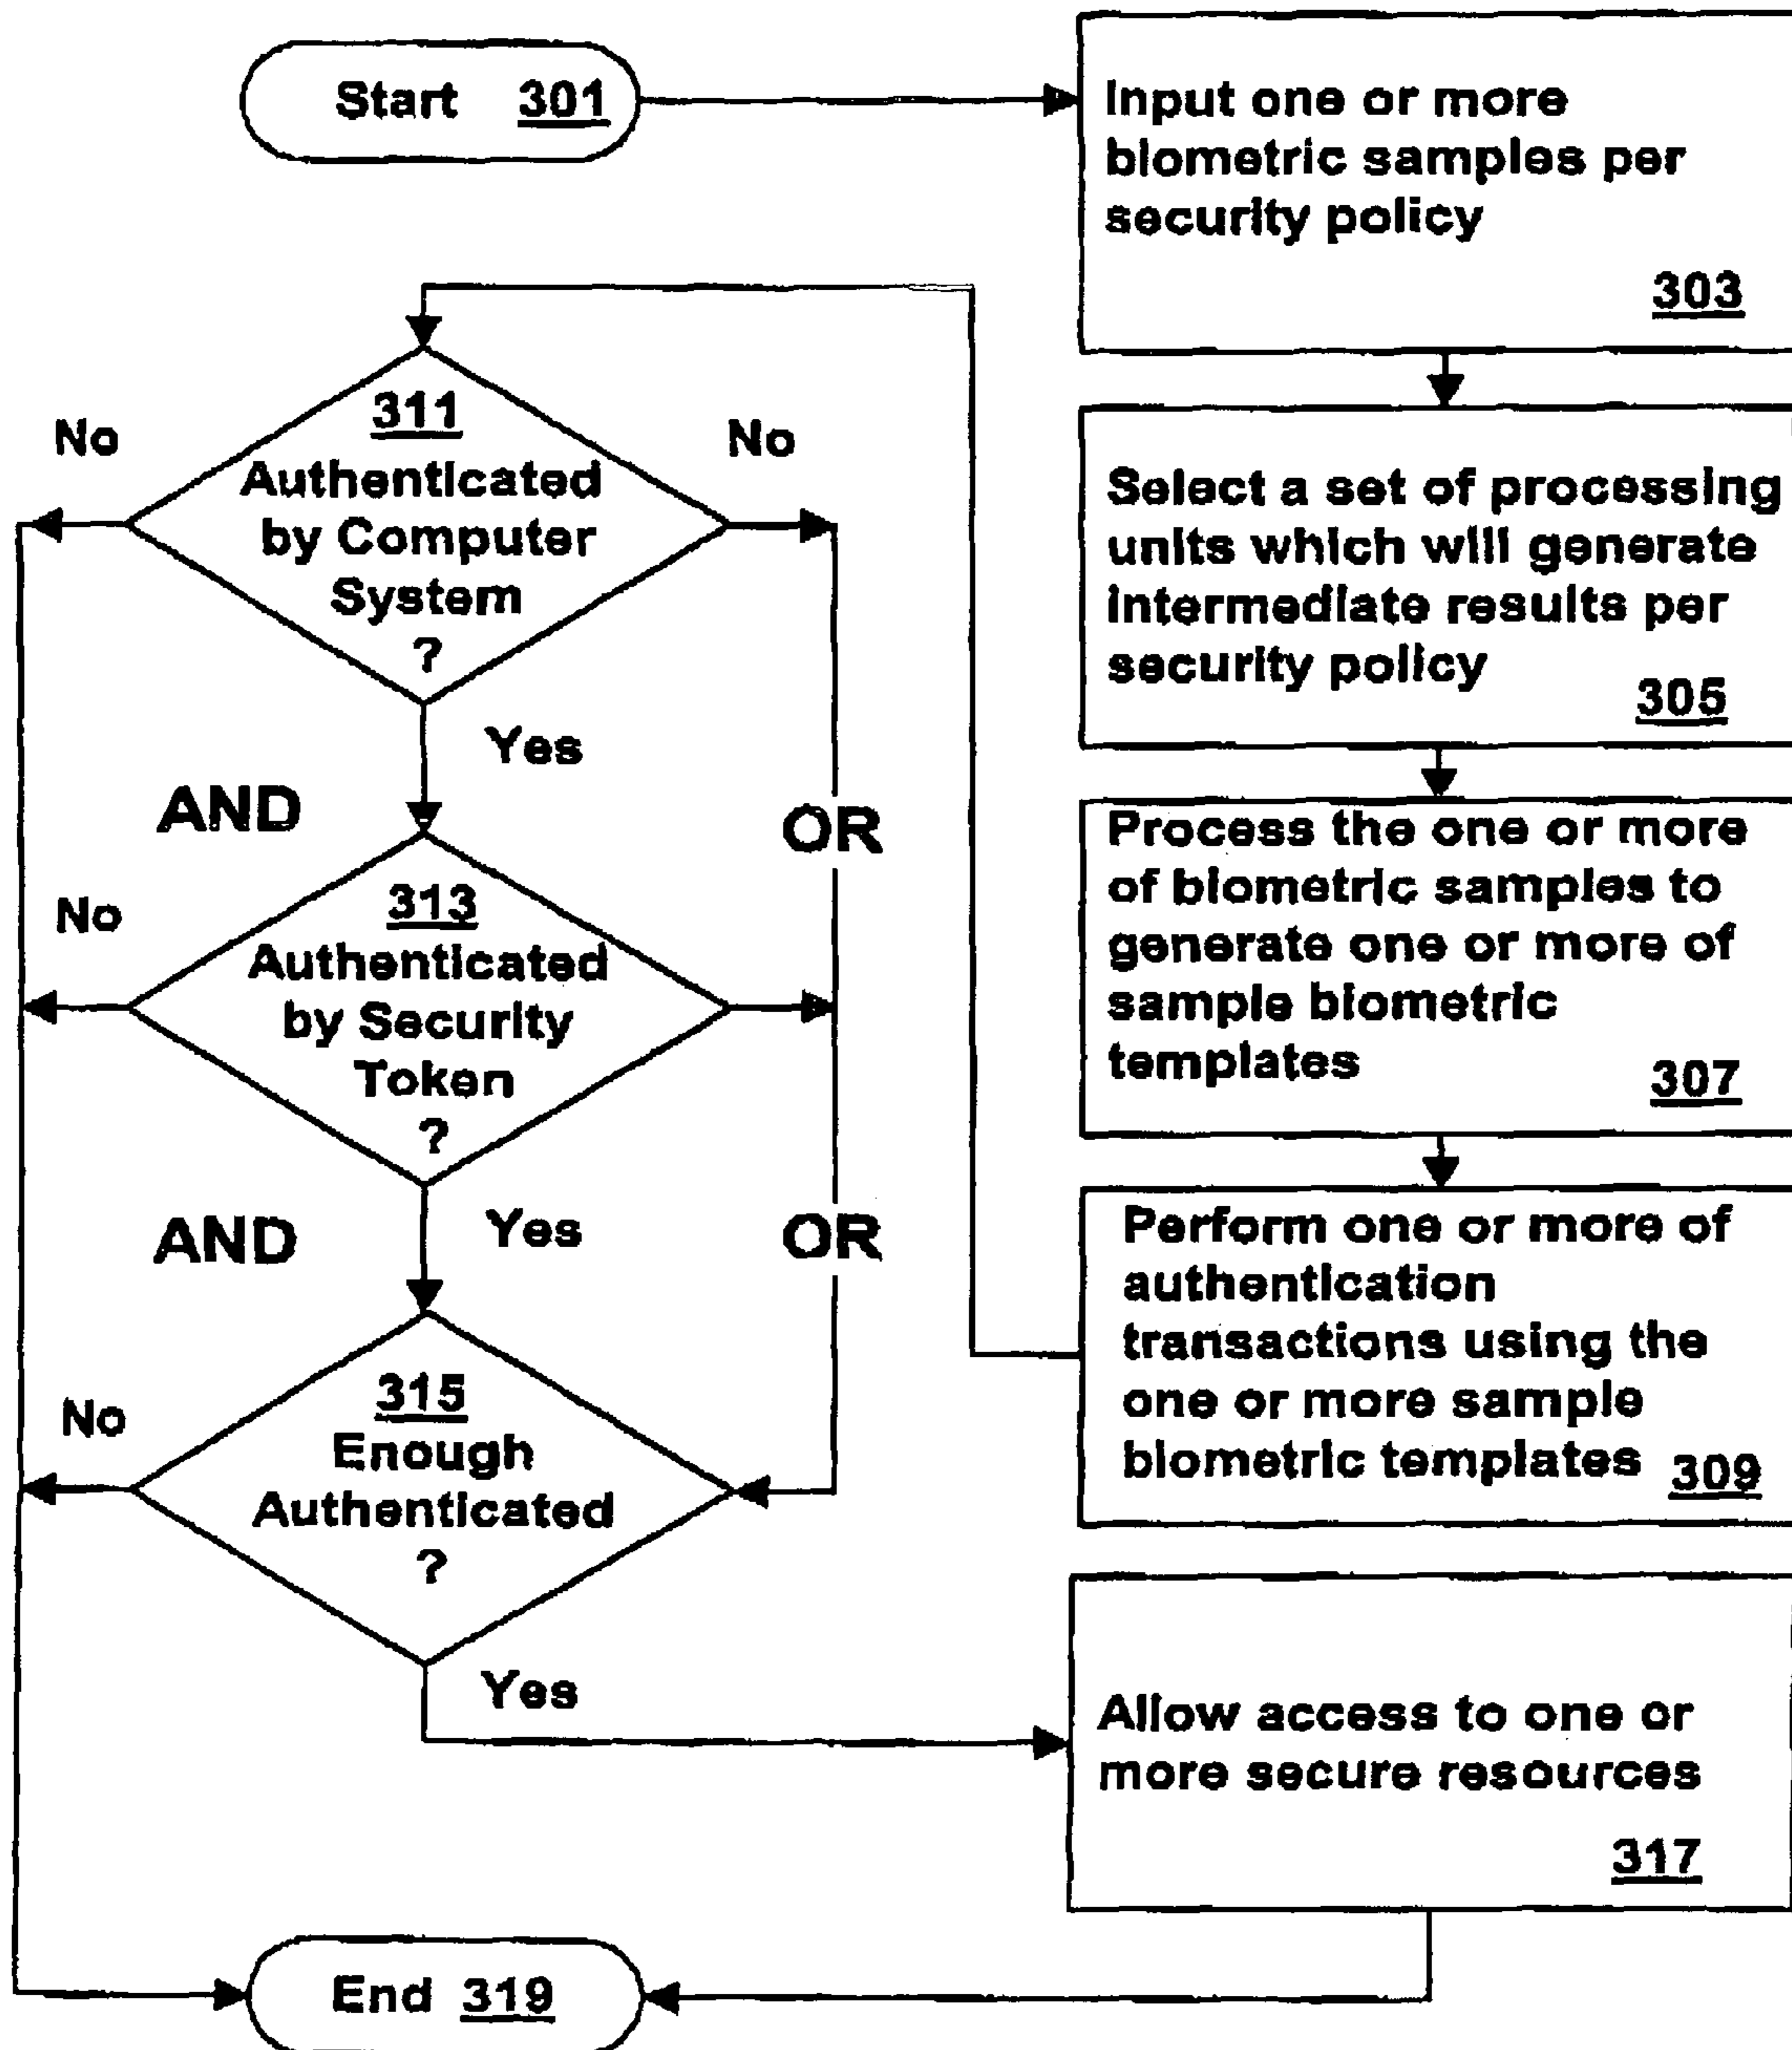 Start 301
Input one or more
biometric samples per
security policy
303
Select a set of processing
units which will generate
intermediate results per
security policy
305
Process the one or more
of biometric samples to
generate one or more of
sample biometric
templates
307
Perform one or more of
authentication
transactions using the
one or more sample
biometric templates 309
No
311
No
Authenticated
by Computer
System
?
Yes
AND
OR
No
313
Authenticated
by Security
Token
?
Yes
AND
OR
No
315
Enough
Authenticated
?
Yes
Allow access to one or
more secure resources
317
End 319